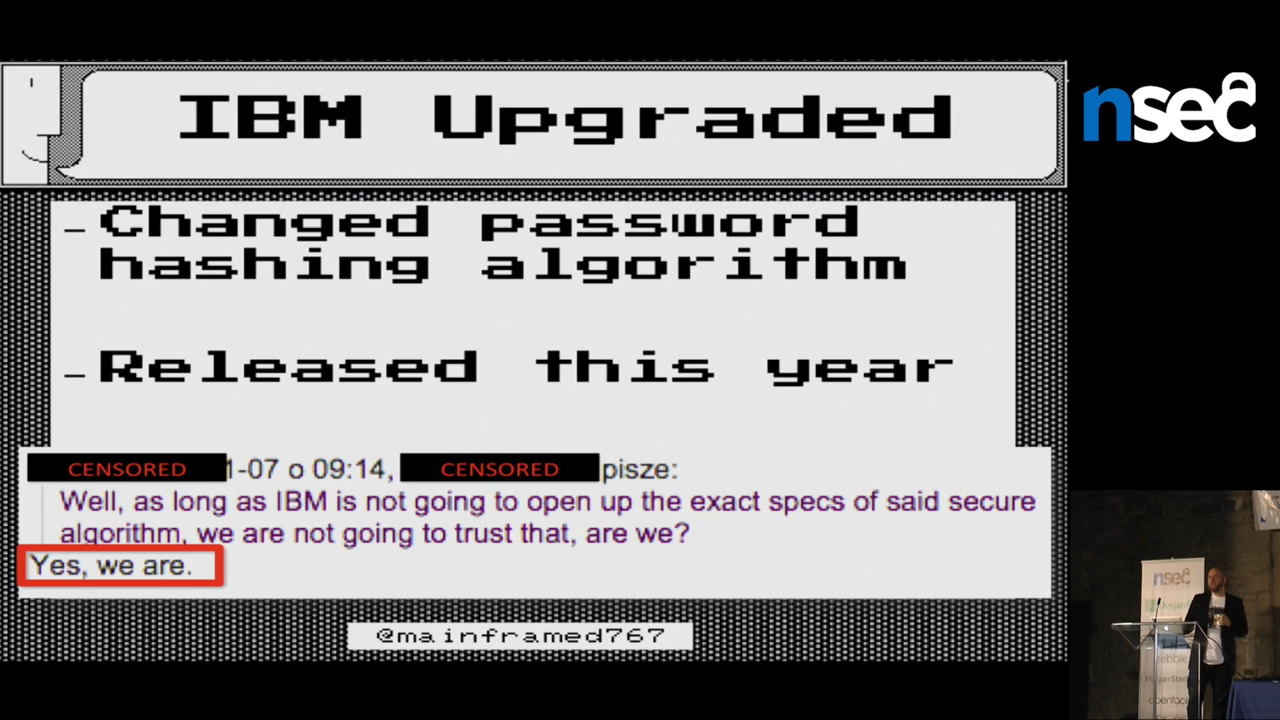 IBM Upgraded
nsec
– Changed password
hashing algorithm
– Released this year
CENSORED 1-07 o 09:14, CENSORED pisze:
Well, as long as IBM is not going to open up the exact specs of said secure
algorithm, we are not going to trust that, are we?
Yes, we are.
@mainframed767
nsec